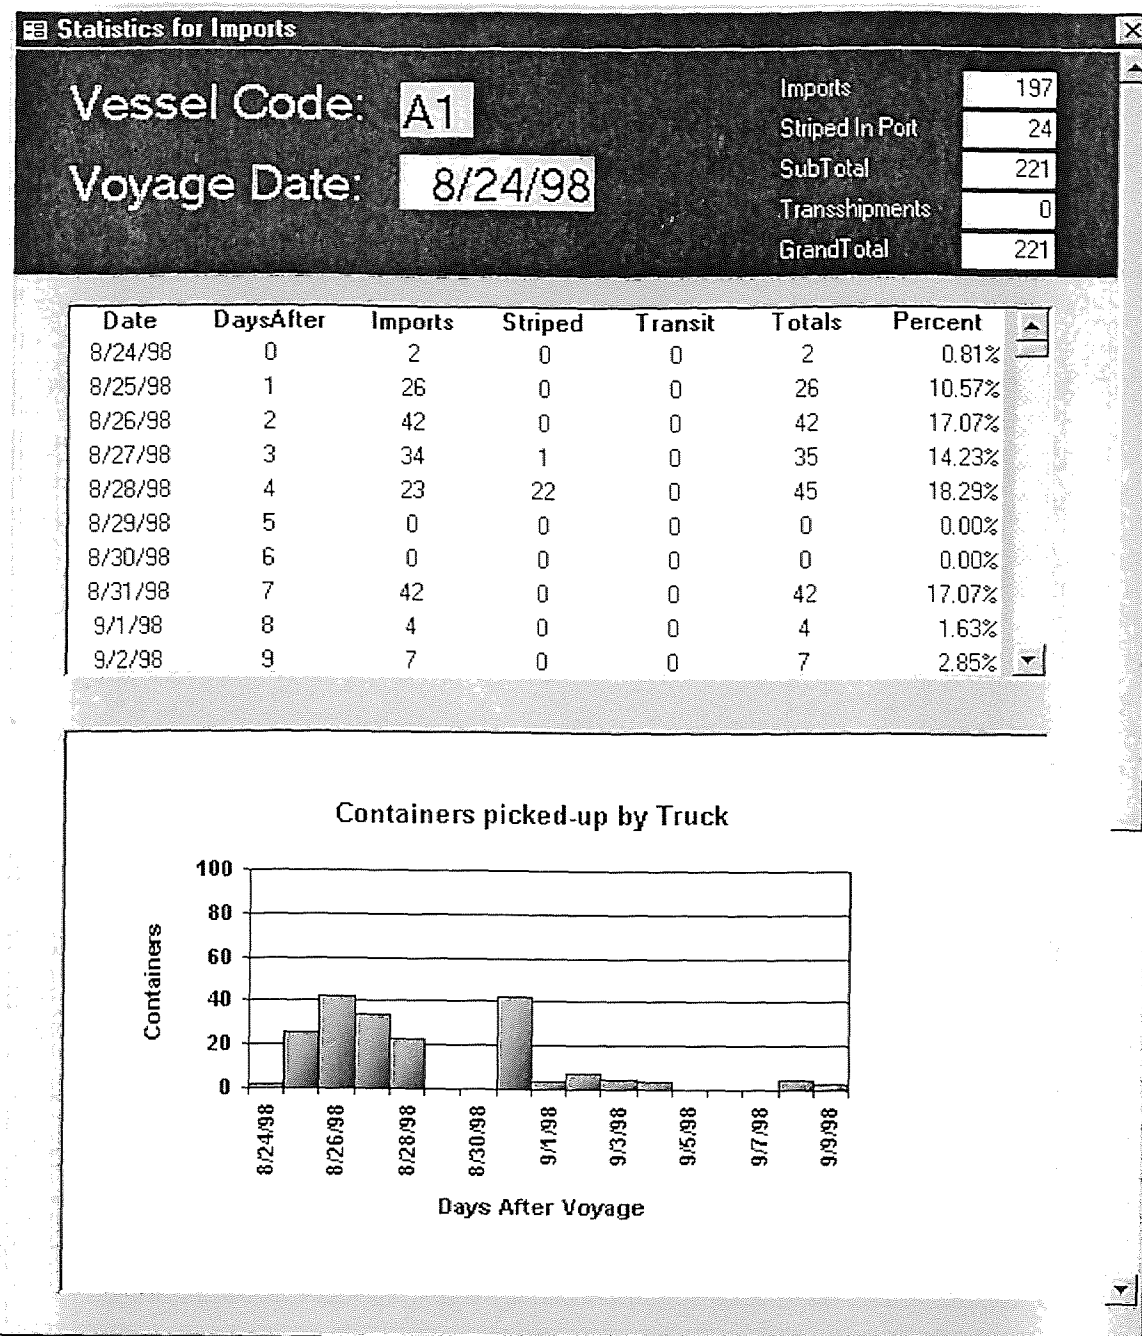 Statistics for Imports
Vessel Code: A1
Voyage Date: 8/24/98
Imports 197
Striped In Port 24
SubTotal 221
Transshipments 0
GrandTotal 221
Date DaysAfter Imports Striped Transit Totals Percent
8/24/98 0 2 0 0 2 0.81%
8/25/98 1 26 0 0 26 10.57%
8/26/98 2 42 0 0 42 17.07%
8/27/98 3 34 1 0 35 14.23%
8/28/98 4 23 22 0 45 18.29%
8/29/98 5 0 0 0 0 0.00%
8/30/98 6 0 0 0 0 0.00%
8/31/98 7 42 0 0 42 17.07%
9/1/98 8 4 0 0 4 1.63%
9/2/98 9 7 0 0 7 2.85%
Containers picked-up by Truck
100
80
60
40
20
0
Containers
8/24/98 8/26/98 8/28/98 8/30/98 9/1/98 9/3/98 9/5/98 9/7/98 9/9/98
Days After Voyage